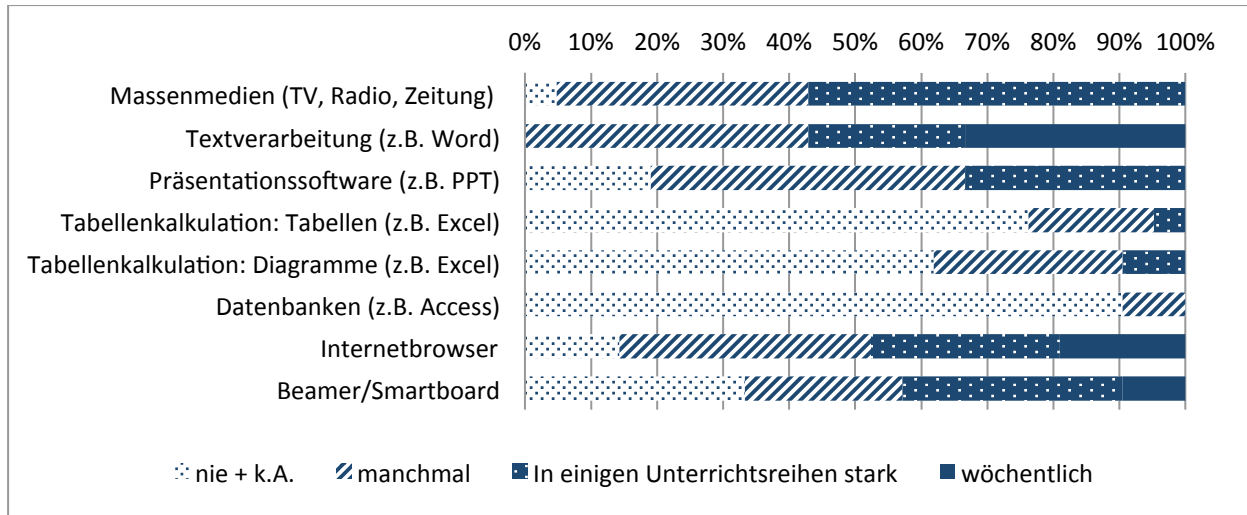 0% 10% 20% 30% 40% 50% 60% 70% 80% 90% 100%
Massenmedien (TV, Radio, Zeitung)
Textverarbeitung (z.B. Word)
Präsentationssoftware (z.B. PPT)
Tabellenkalkulation: Tabellen (z.B. Excel)
Tabellenkalkulation: Diagramme (z.B. Excel)
Datenbanken (z.B. Access)
Internetbrowser
Beamer/Smartboard
nie + k.A. manchmal In einigen Unterrichtsreihen stark wöchentlich